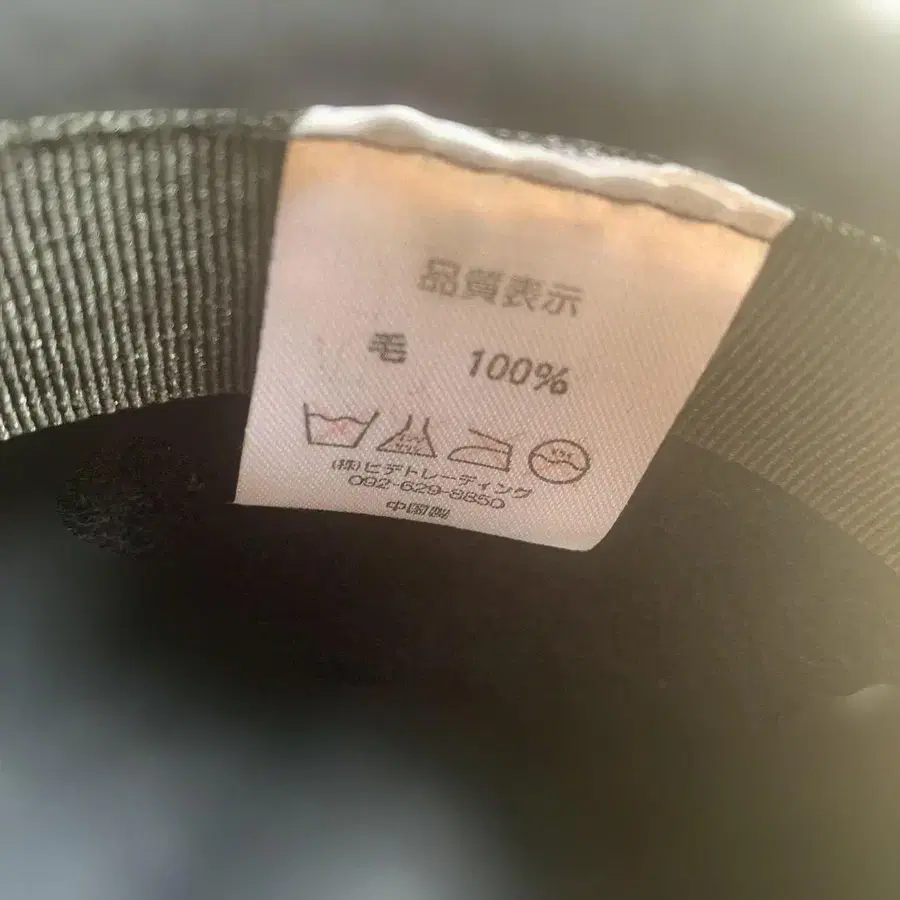 品質表示
毛 100%
(株)ヒデトレーディング
092-629-8850
中国製